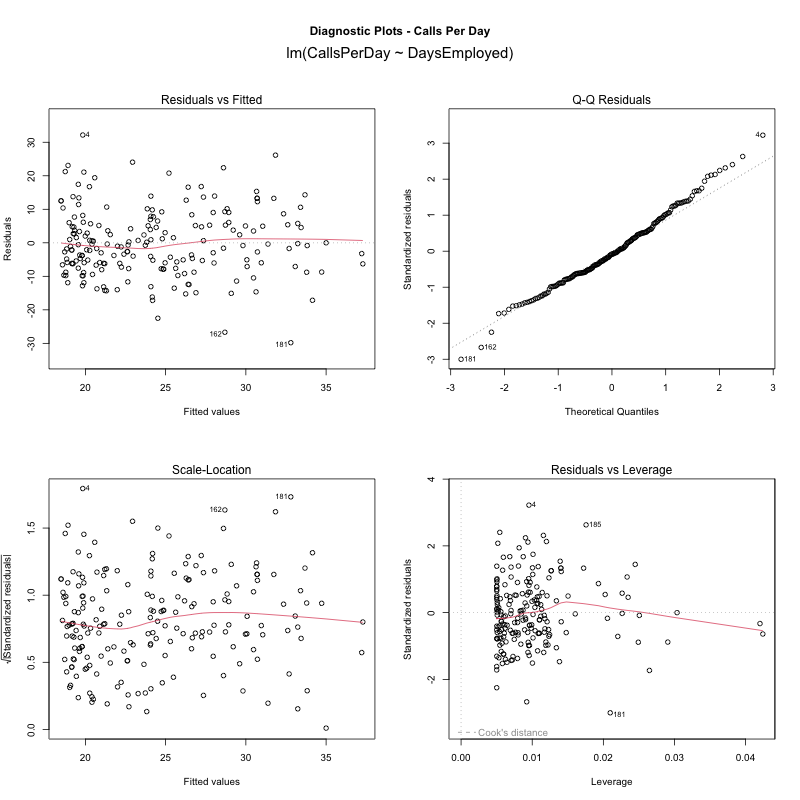 Diagnostic Plots - Calls Per Day
lm(CallsPerDay ~ DaysEmployed)
Residuals vs Fitted
Residuals
-30 -20 -10 0 10 20 30
4
162
181
20 25 30 35
Fitted values
Q-Q Residuals
Standardized residuals
-3 -2 -1 0 1 2 3
4
162
181
-3 -2 -1 0 1 2 3
Theoretical Quantiles
Scale-Location
√|Standardized residuals|
0.0 0.5 1.0 1.5
4
181
162
20 25 30 35
Fitted values
Residuals vs Leverage
Standardized residuals
-2 0 2 4
4
185
181
Cook's distance
0.00 0.01 0.02 0.03 0.04
Leverage